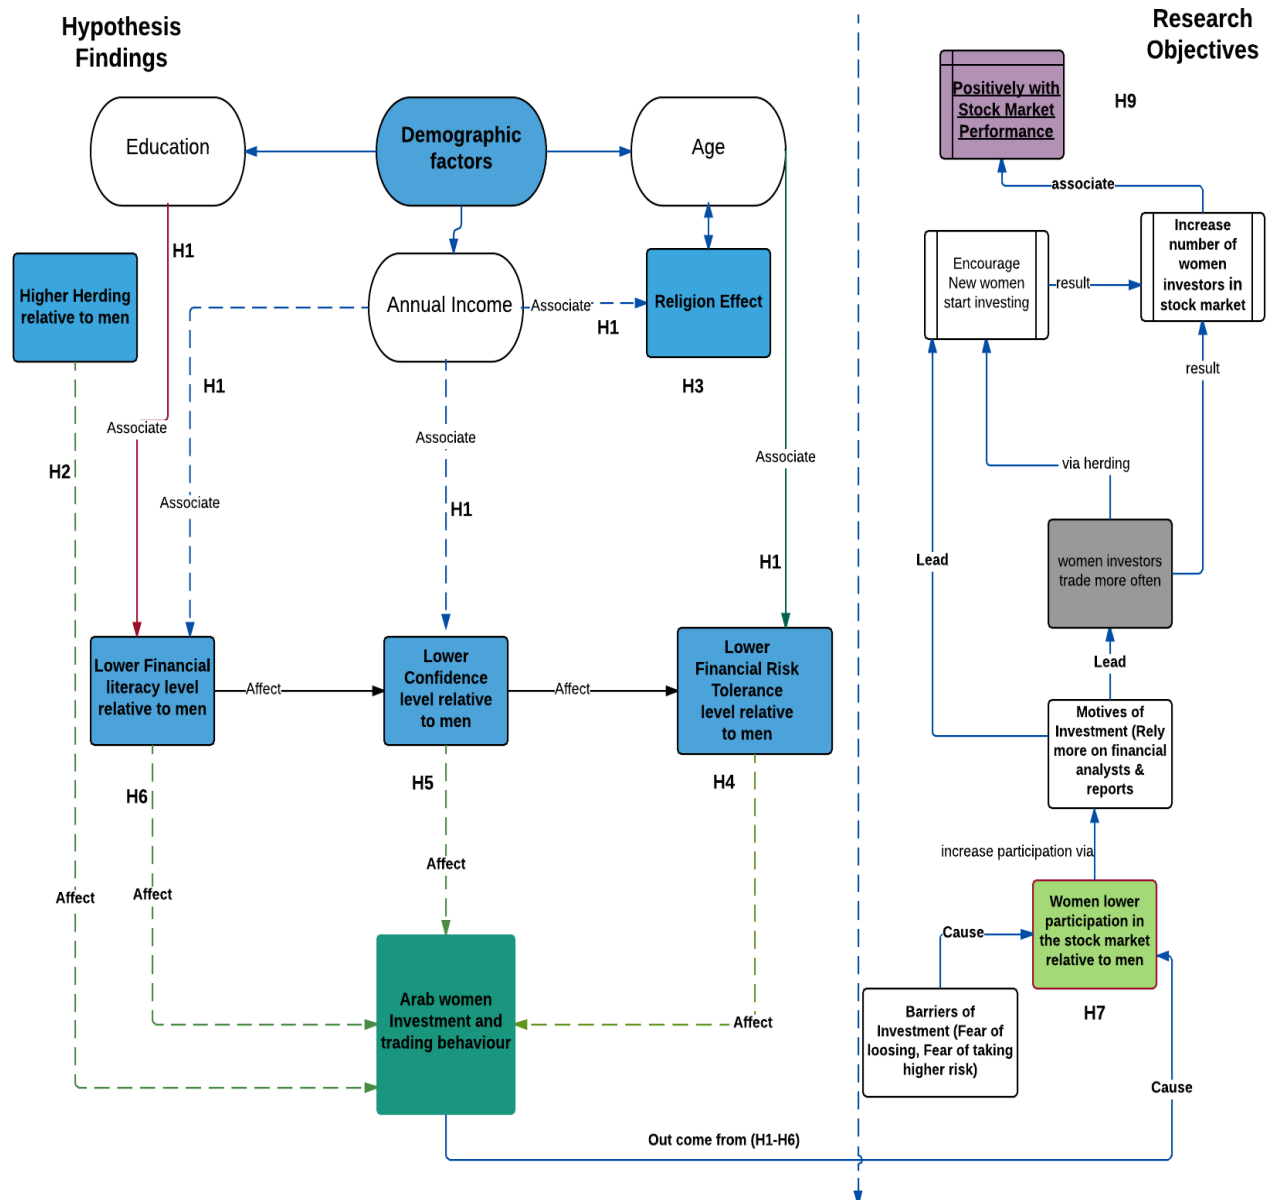 Hypothesis
Findings
Research
Objectives
Positively with
Stock Market
Performance
H9
Education
Demographic
factors
Age
associate
H1
Higher Herding
relative to men
Annual Income
Associate
H1
Religion Effect
H3
Encourage
New women
start investing
result
Increase
number of
women
investors in
stock market
result
H1
Associate
Associate
Associate
H2
Associate
H1
H1
via herding
Lead
women investors
trade more often
Lead
Lower Financial
literacy level
relative to men
Affect
Lower
Confidence
level relative
to men
Affect
Lower
Financial Risk
Tolerance
level relative
to men
Motives of
Investment (Rely
more on financial
analysts &
reports
H6
H5
H4
increase participation via
Affect
Affect
Affect
Women lower
participation in
the stock market
relative to men
Cause
H7
Arab women
Investment and
trading behaviour
Affect
Barriers of
Investment (Fear of
loosing, Fear of taking
higher risk)
Cause
Out come from (H1-H6)